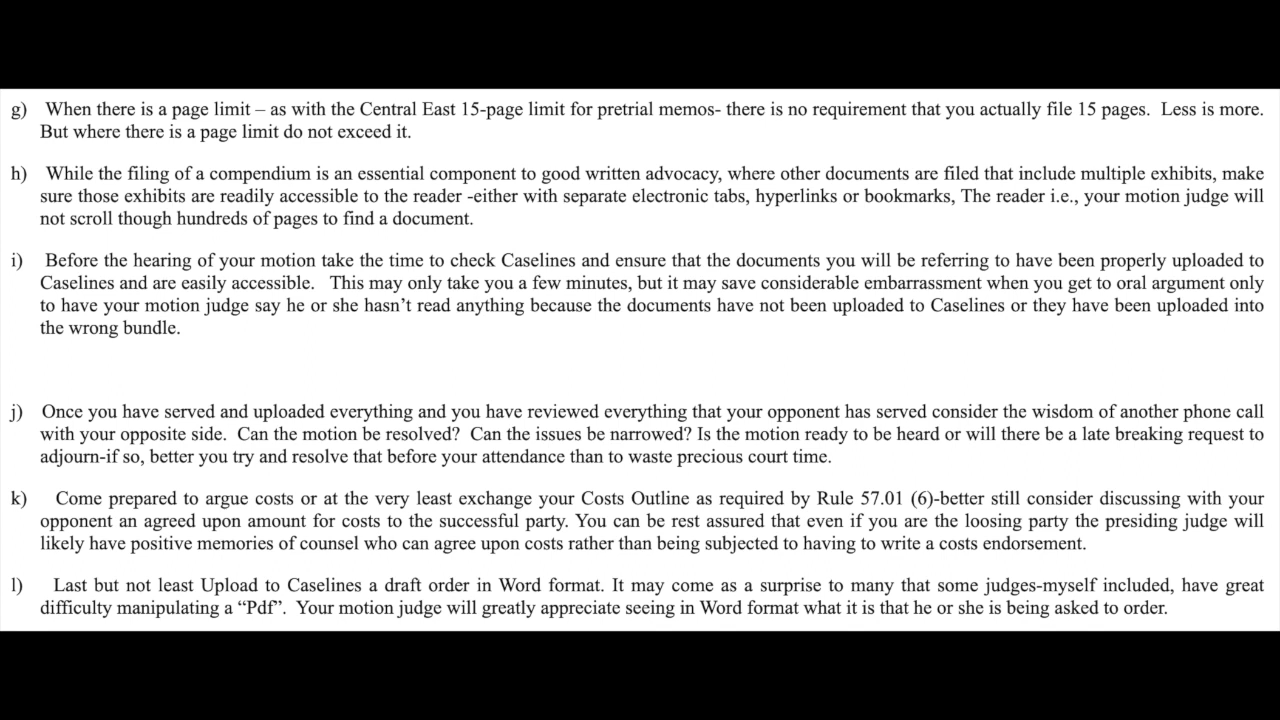 g) When there is a page limit – as with the Central East 15-page limit for pretrial memos- there is no requirement that you actually file 15 pages. Less is more.
But where there is a page limit do not exceed it.
h) While the filing of a compendium is an essential component to good written advocacy, where other documents are filed that include multiple exhibits, make
sure those exhibits are readily accessible to the reader -either with separate electronic tabs, hyperlinks or bookmarks, The reader i.e., your motion judge will
not scroll though hundreds of pages to find a document.
i) Before the hearing of your motion take the time to check Caselines and ensure that the documents you will be referring to have been properly uploaded to
Caselines and are easily accessible. This may only take you a few minutes, but it may save considerable embarrassment when you get to oral argument only
to have your motion judge say he or she hasn’t read anything because the documents have not been uploaded to Caselines or they have been uploaded into
the wrong bundle.
j) Once you have served and uploaded everything and you have reviewed everything that your opponent has served consider the wisdom of another phone call
with your opposite side. Can the motion be resolved? Can the issues be narrowed? Is the motion ready to be heard or will there be a late breaking request to
adjourn-if so, better you try and resolve that before your attendance than to waste precious court time.
k) Come prepared to argue costs or at the very least exchange your Costs Outline as required by Rule 57.01 (6)-better still consider discussing with your
opponent an agreed upon amount for costs to the successful party. You can be rest assured that even if you are the loosing party the presiding judge will
likely have positive memories of counsel who can agree upon costs rather than being subjected to having to write a costs endorsement.
l) Last but not least Upload to Caselines a draft order in Word format. It may come as a surprise to many that some judges-myself included, have great
difficulty manipulating a “Pdf”. Your motion judge will greatly appreciate seeing in Word format what it is that he or she is being asked to order.